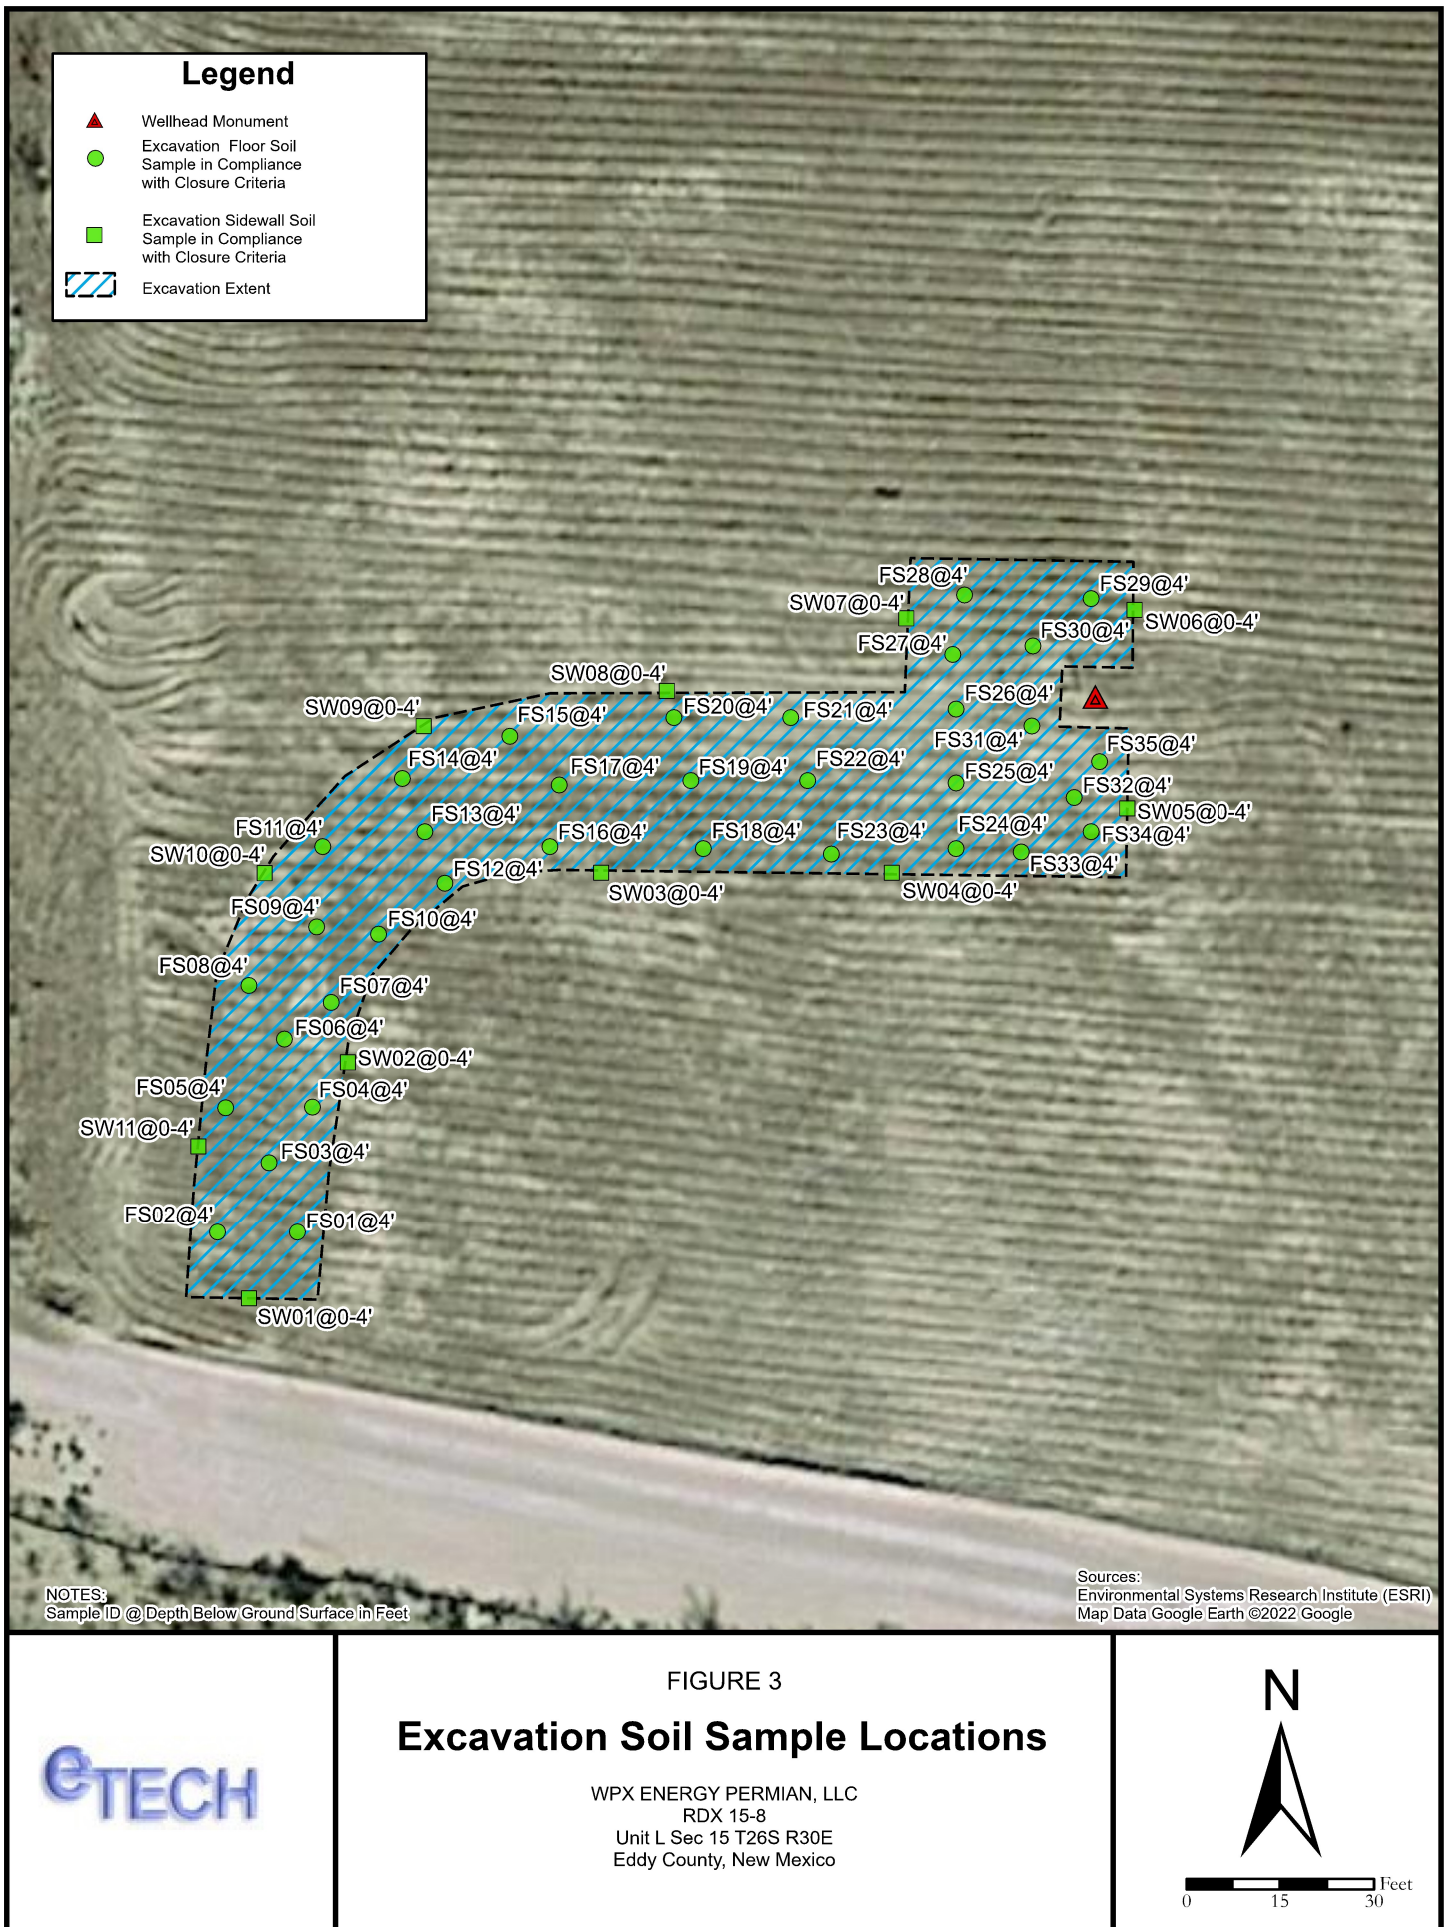 Legend
Wellhead Monument
Excavation  Floor Soil
Sample in Compliance
with Closure Criteria
Excavation Sidewall Soil
Sample in Compliance
with Closure Criteria
Excavation Extent
FS28@4'
FS29@4'
SW07@0-4'
SW06@0-4'
FS30@4'
FS27@4'
SW08@0-4'
FS26@4'
SW09@0-4'
FS20@4'
FS21@4'
FS15@4'
FS31@4'
FS35@4'
FS14@4'
FS17@4'
FS19@4'
FS22@4'
FS25@4'
FS32@4'
SW05@0-4'
FS13@4'
FS11@4'
FS16@4'
FS18@4'
FS23@4'
FS24@4'
FS34@4'
SW10@0-4'
FS33@4'
FS12@4'
SW03@0-4'
SW04@0-4'
FS09@4'
FS10@4'
FS08@4'
FS07@4'
FS06@4'
SW02@0-4'
FS05@4'
FS04@4'
SW11@0-4'
FS03@4'
FS02@4'
FS01@4'
SW01@0-4'
NOTES:
Sample ID @ Depth Below Ground Surface in Feet
Sources:
Environmental Systems Research Institute (ESRI)
Map Data Google Earth ©2022 Google
eTECH
FIGURE 3
Excavation Soil Sample Locations
WPX ENERGY PERMIAN, LLC
RDX 15-8
Unit L Sec 15 T26S R30E
Eddy County, New Mexico
N
Feet
0 15 30